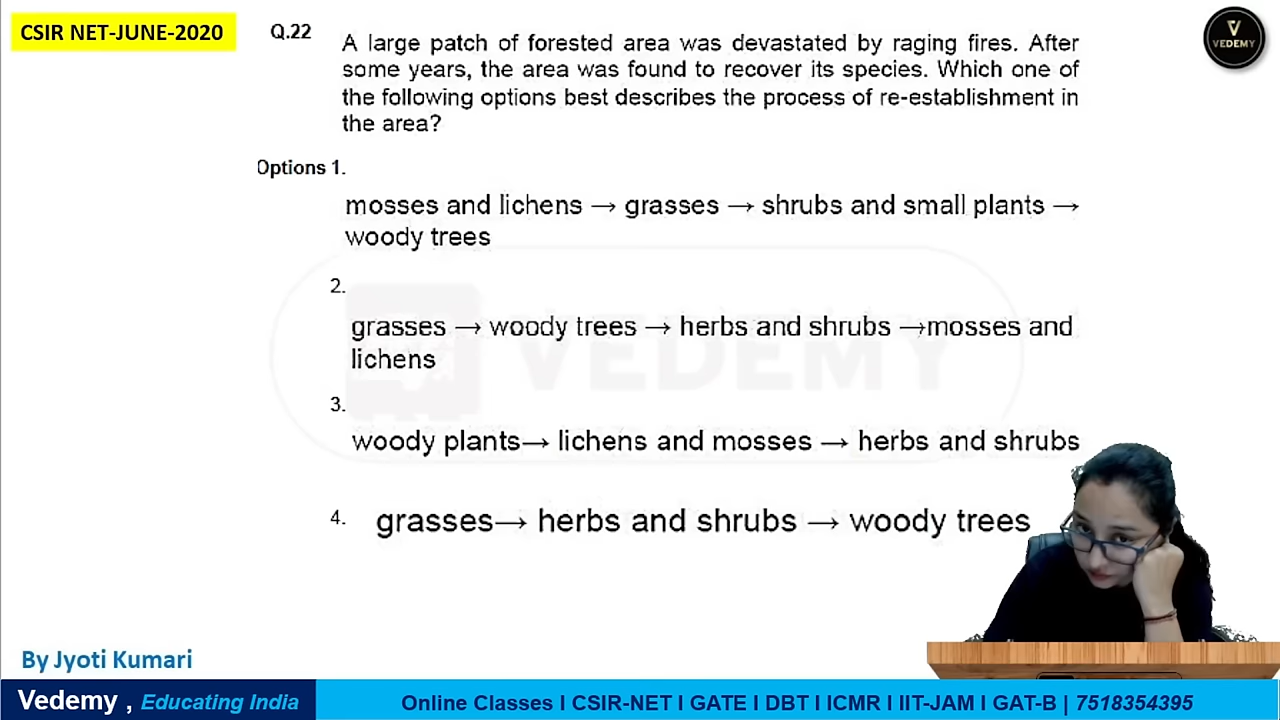 CSIR NET-JUNE-2020
Q.22
A large patch of forested area was devastated by raging fires. After
some years, the area was found to recover its species. Which one of
the following options best describes the process of re-establishment in
the area?
V
VEDEMY
Options 1.
mosses and lichens → grasses → shrubs and small plants →
woody trees
2.
grasses → woody trees → herbs and shrubs →mosses and
lichens
VEDEMY
3.
woody plants→ lichens and mosses → herbs and shrubs
4. grasses→ herbs and shrubs → woody trees
By Jyoti Kumari
Vedemy , Educating India
Online Classes I CSIR-NET I GATE I DBT I ICMR I IIT-JAM I GAT-B | 7518354395